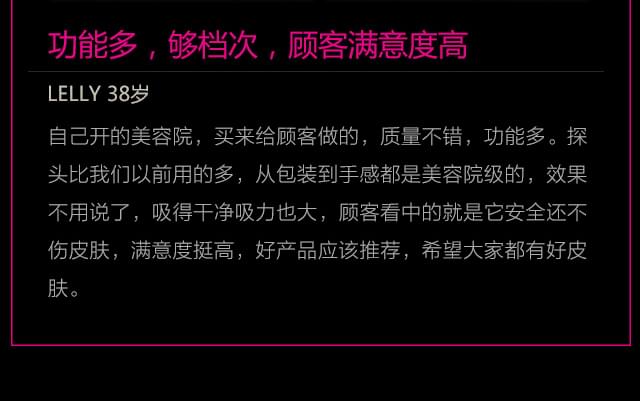 功能多，够档次，顾客满意度高
LELLY 38岁
自己开的美容院，买来给顾客做的，质量不错，功能多。探
头比我们以前用的多，从包装到手感都是美容院级的，效果
不用说了，吸得干净吸力也大，顾客看中的就是它安全还不
伤皮肤，满意度挺高，好产品应该推荐，希望大家都有好皮
肤。